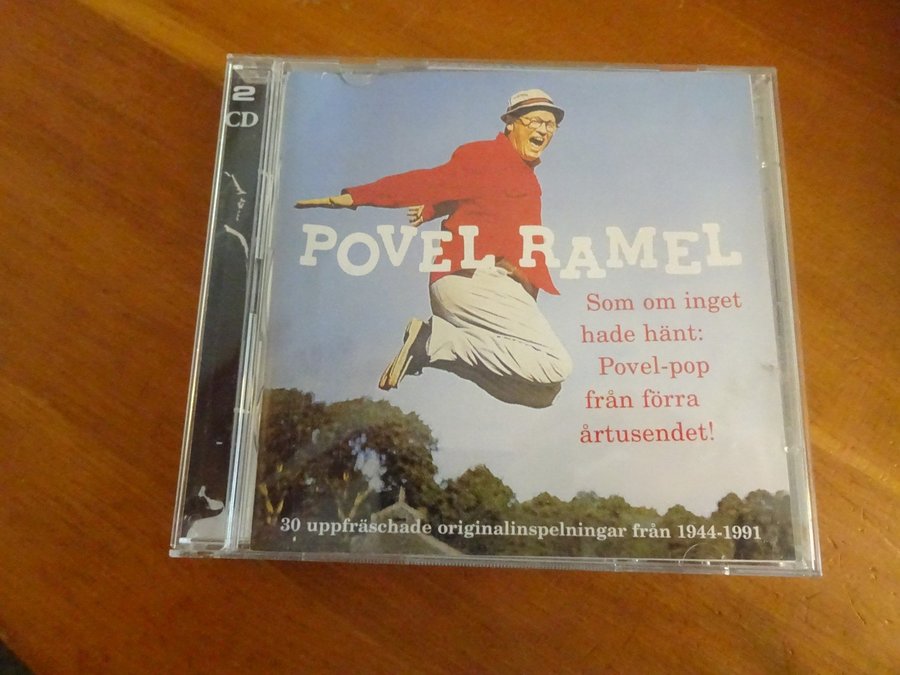 2
CD
POVEL RAMEL
Som om inget
hade hänt:
Povel-pop
från förra
årtusendet!
30 uppfräschade originalinspelningar från 1944-1991